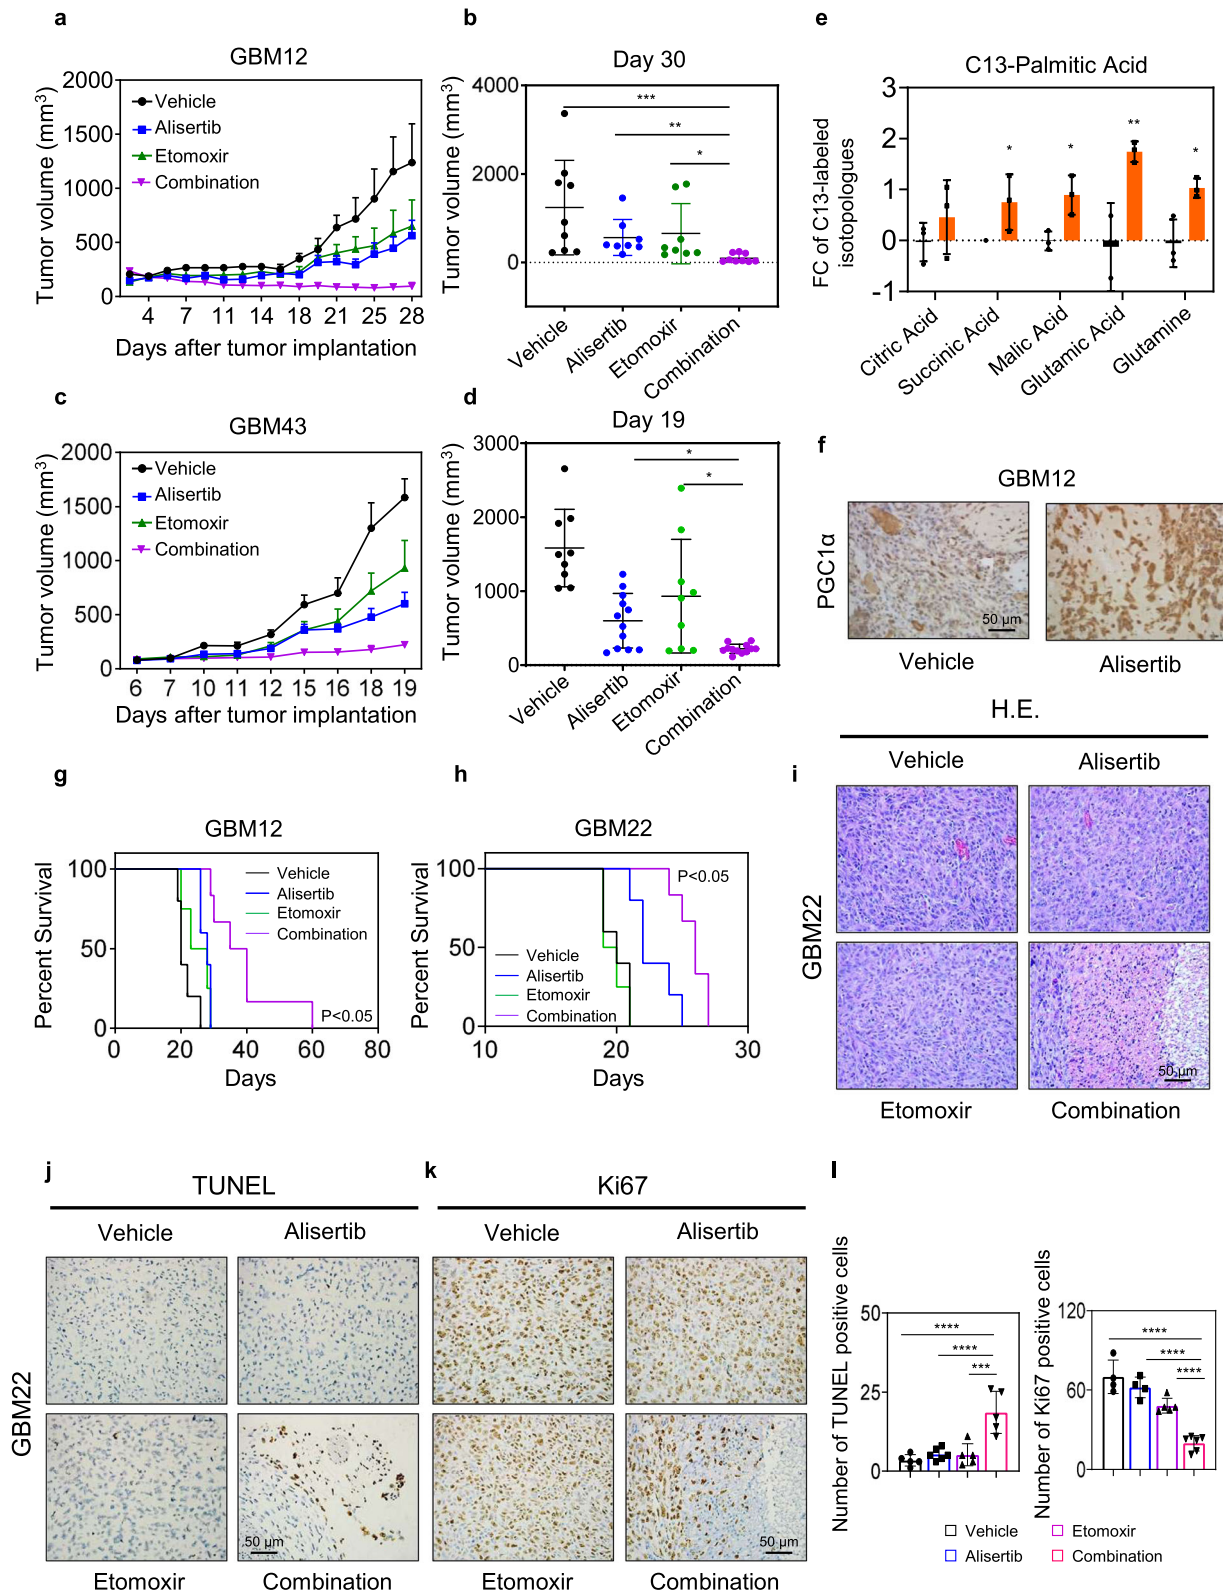 a
GBM12
Tumor volume (mm³)
2000
1500
1000
500
0
Vehicle
Alisertib
Etomoxir
Combination
4 7 11 14 18 21 25 28
Days after tumor implantation
b
Day 30
Tumor volume (mm³)
4000
2000
0
***
**
*
Vehicle
Alisertib
Etomoxir
Combination
e
C13-Palmitic Acid
FC of C13-labeled
isotopologues
3
2
1
0
-1
* * ** *
Citric Acid
Succinic Acid
Malic Acid
Glutamic Acid
Glutamine
c
GBM43
Tumor volume (mm³)
2000
1500
1000
500
0
Vehicle
Alisertib
Etomoxir
Combination
6 7 10 11 12 15 16 18 19
Days after tumor implantation
d
Day 19
Tumor volume (mm³)
3000
2000
1000
0
*
*
Vehicle
Alisertib
Etomoxir
Combination
f
GBM12
PGC1α
50 µm
Vehicle
Alisertib
g
GBM12
Percent Survival
100
50
0
Vehicle
Alisertib
Etomoxir
Combination
P<0.05
0 20 40 60 80
Days
h
GBM22
Percent Survival
100
50
0
P<0.05
Vehicle
Alisertib
Etomoxir
Combination
10 20 30
Days
i
H.E.
Vehicle
Alisertib
GBM22
50 µm
Etomoxir
Combination
j
TUNEL
Vehicle
Alisertib
GBM22
50 µm
Etomoxir
Combination
k
Ki67
Vehicle
Alisertib
50 µm
Etomoxir
Combination
l
Number of TUNEL positive cells
50
25
0
****
****
***
Number of Ki67 positive cells
120
60
0
****
****
****
Vehicle
Etomoxir
Alisertib
Combination